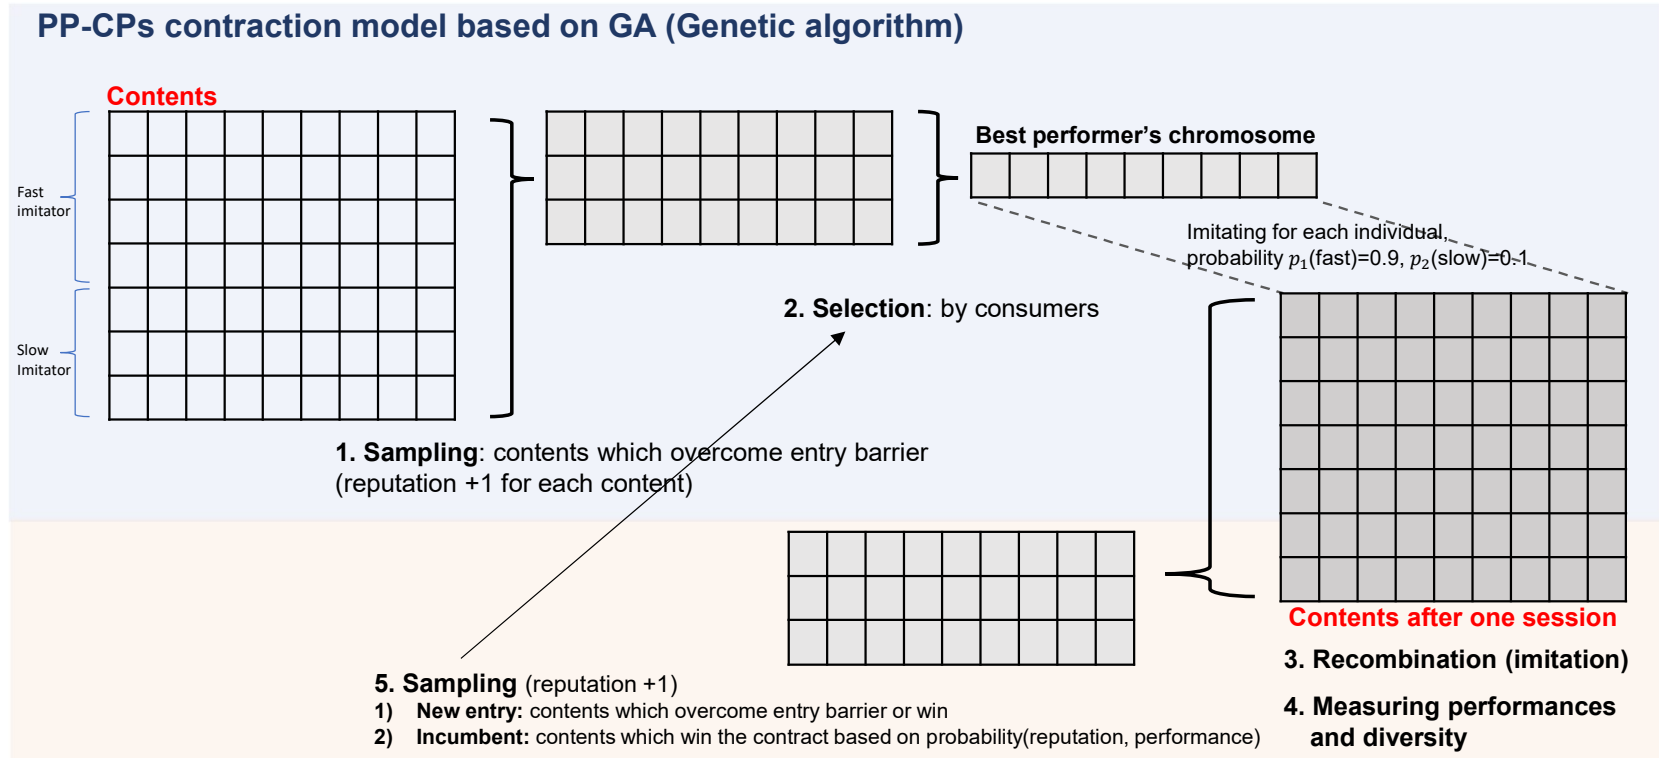 PP-CPs contraction model based on GA (Genetic algorithm)
Contents
Fast
imitator
Slow
Imitator
Best performer's chromosome
Imitating for each individual,
probability p₁(fast)=0.9, p₂(slow)=0.1
2. Selection: by consumers
1. Sampling: contents which overcome entry barrier
(reputation +1 for each content)
Contents after one session
3. Recombination (imitation)
4. Measuring performances
and diversity
5. Sampling (reputation +1)
1) New entry: contents which overcome entry barrier or win
2) Incumbent: contents which win the contract based on probability(reputation, performance)